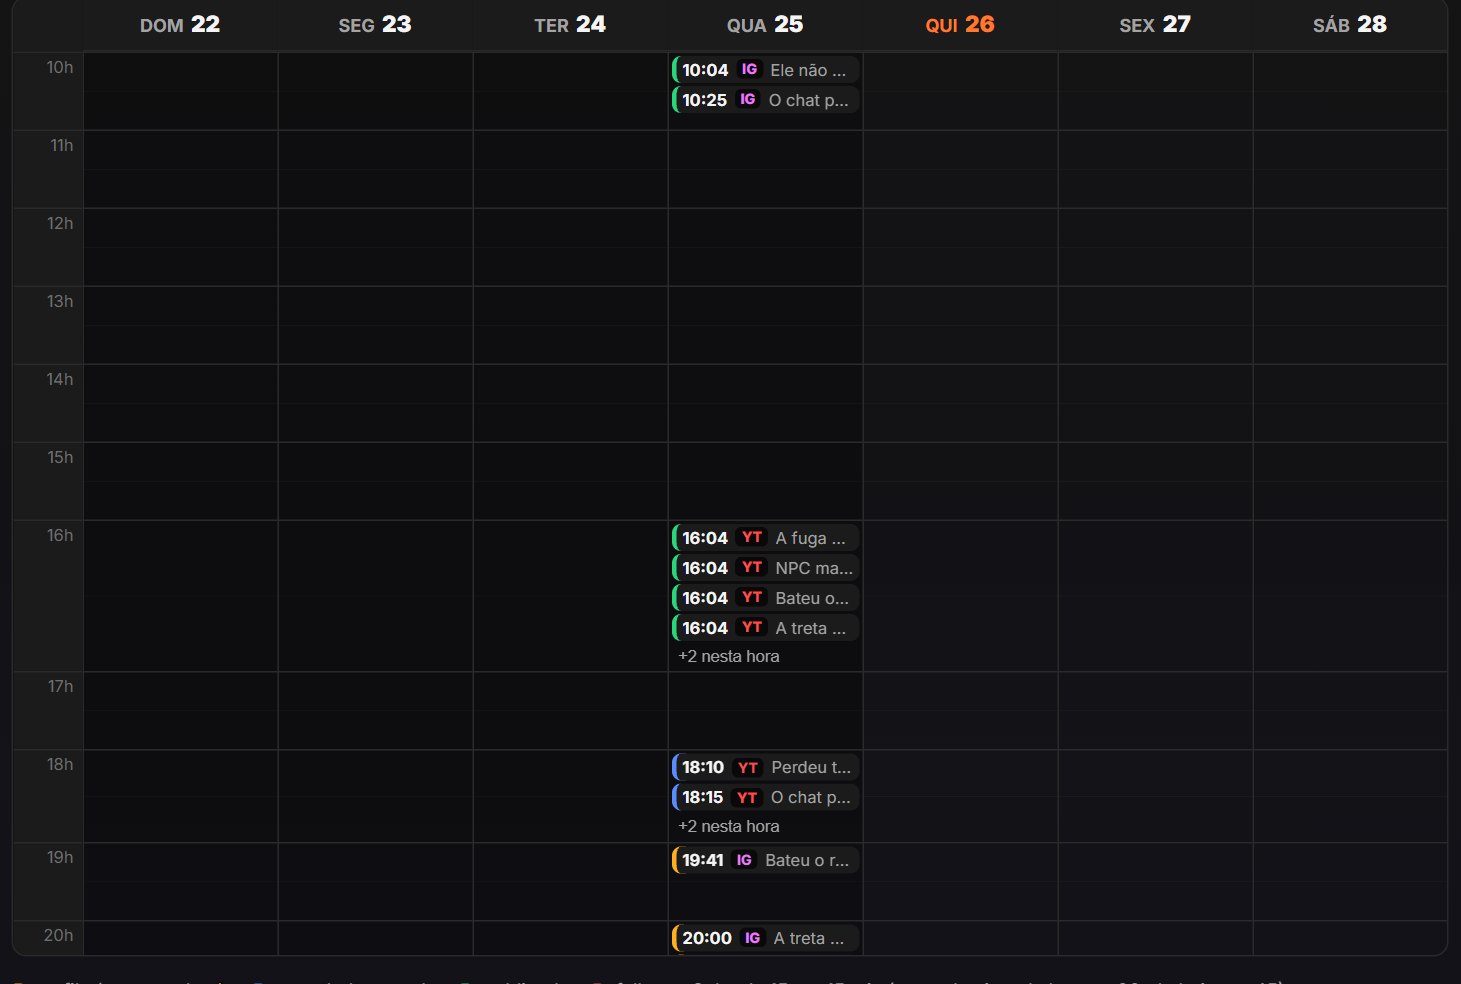 DOM 22 SEG 23 TER 24 QUA 25 QUI 26 SEX 27 SÁB 28
10h
10:04 IG Ele não ...
10:25 IG O chat p...
11h
12h
13h
14h
15h
16h
16:04 YT A fuga ...
16:04 YT NPC ma...
16:04 YT Bateu o...
16:04 YT A treta ...
+2 nesta hora
17h
18h
18:10 YT Perdeu t...
18:15 YT O chat p...
+2 nesta hora
19h
19:41 IG Bateu o r...
20h
20:00 IG A treta ...